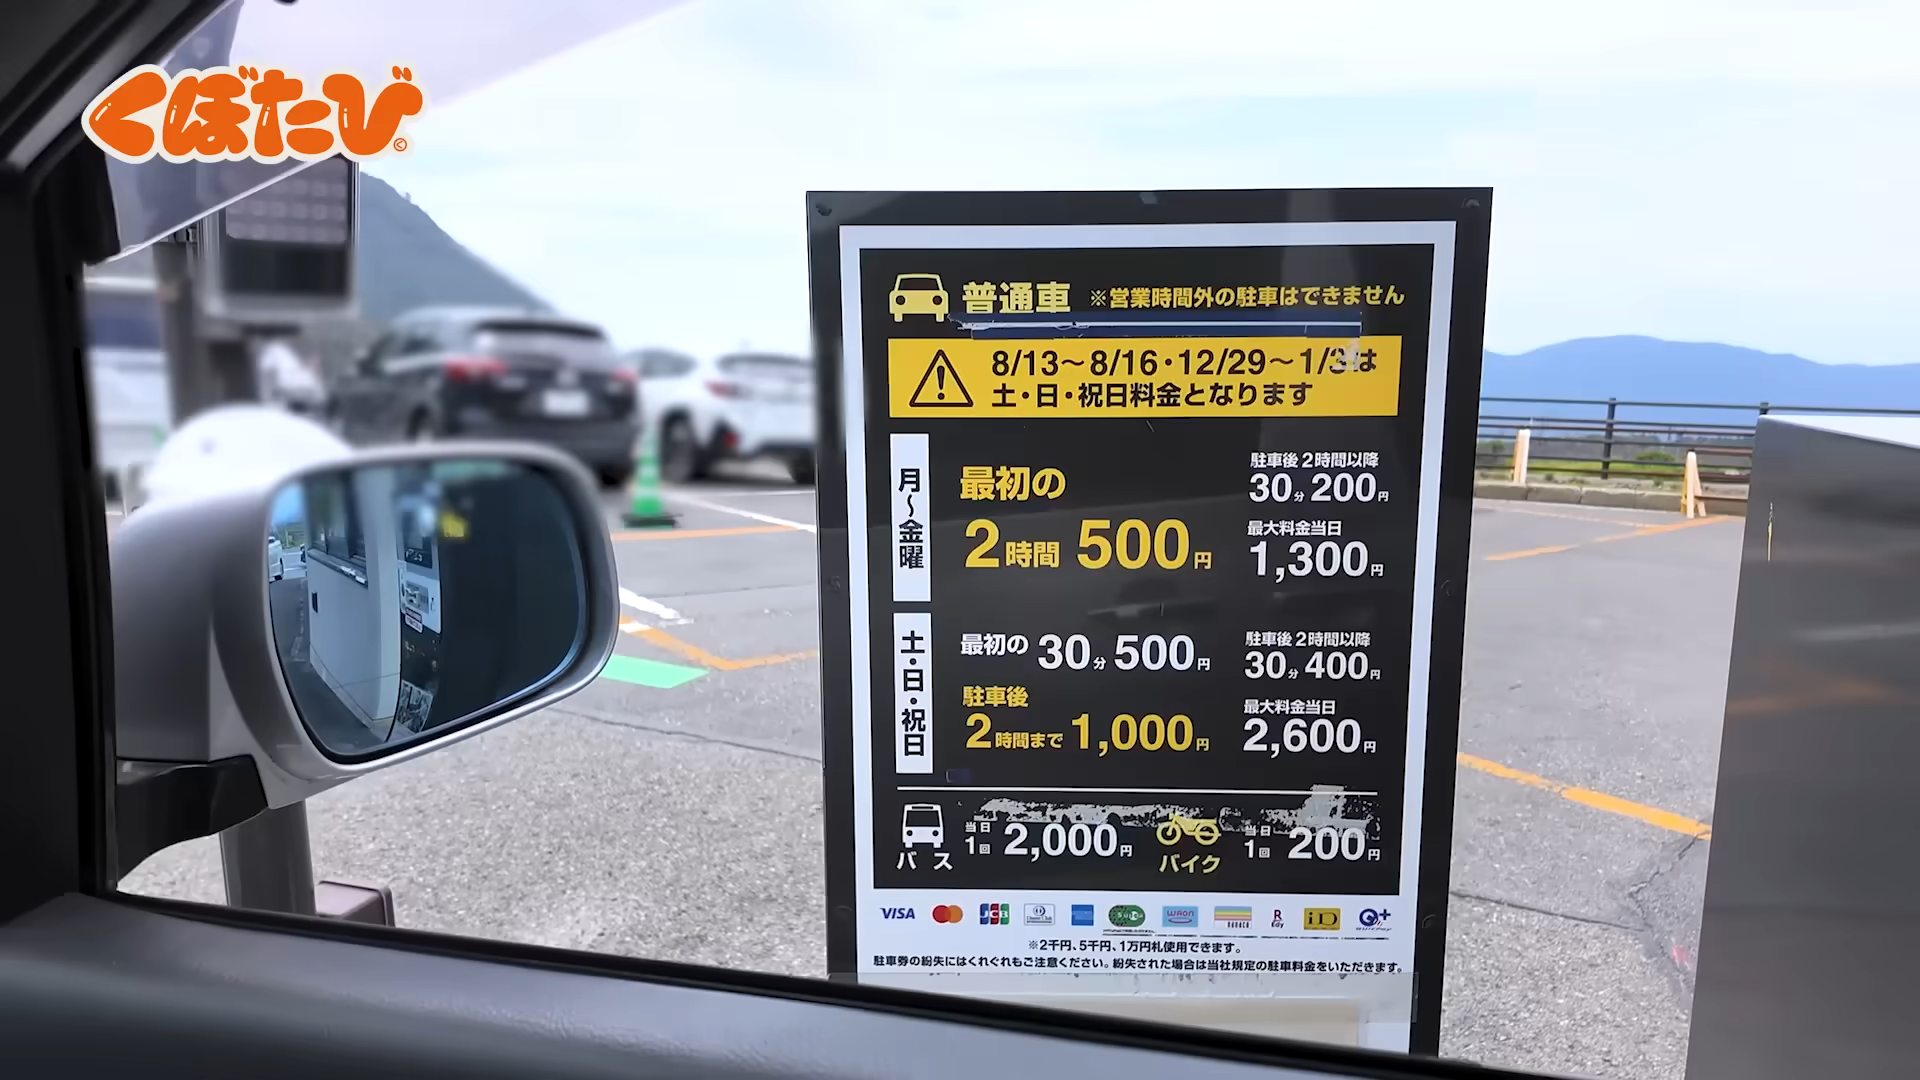 くぼたび
普通車 ※営業時間外の駐車はできません
8/13～8/16・12/29～1/3は
土・日・祝日料金となります
月～金曜
最初の
2時間 500円
駐車後2時間以降
30分200円
最大料金当日
1,300円
土・日・祝日
最初の 30分500円
駐車後
2時間まで 1,000円
駐車後2時間以降
30分400円
最大料金当日
2,600円
バス
当日
1回 2,000円
バイク
当日
1回 200円
VISA JCB Suica WAON nanaco R Edy iD QUICPay
※2千円、5千円、1万円札使用できます。
駐車券の紛失にはくれぐれもご注意ください。紛失された場合は当社規定の駐車料金をいただきます。